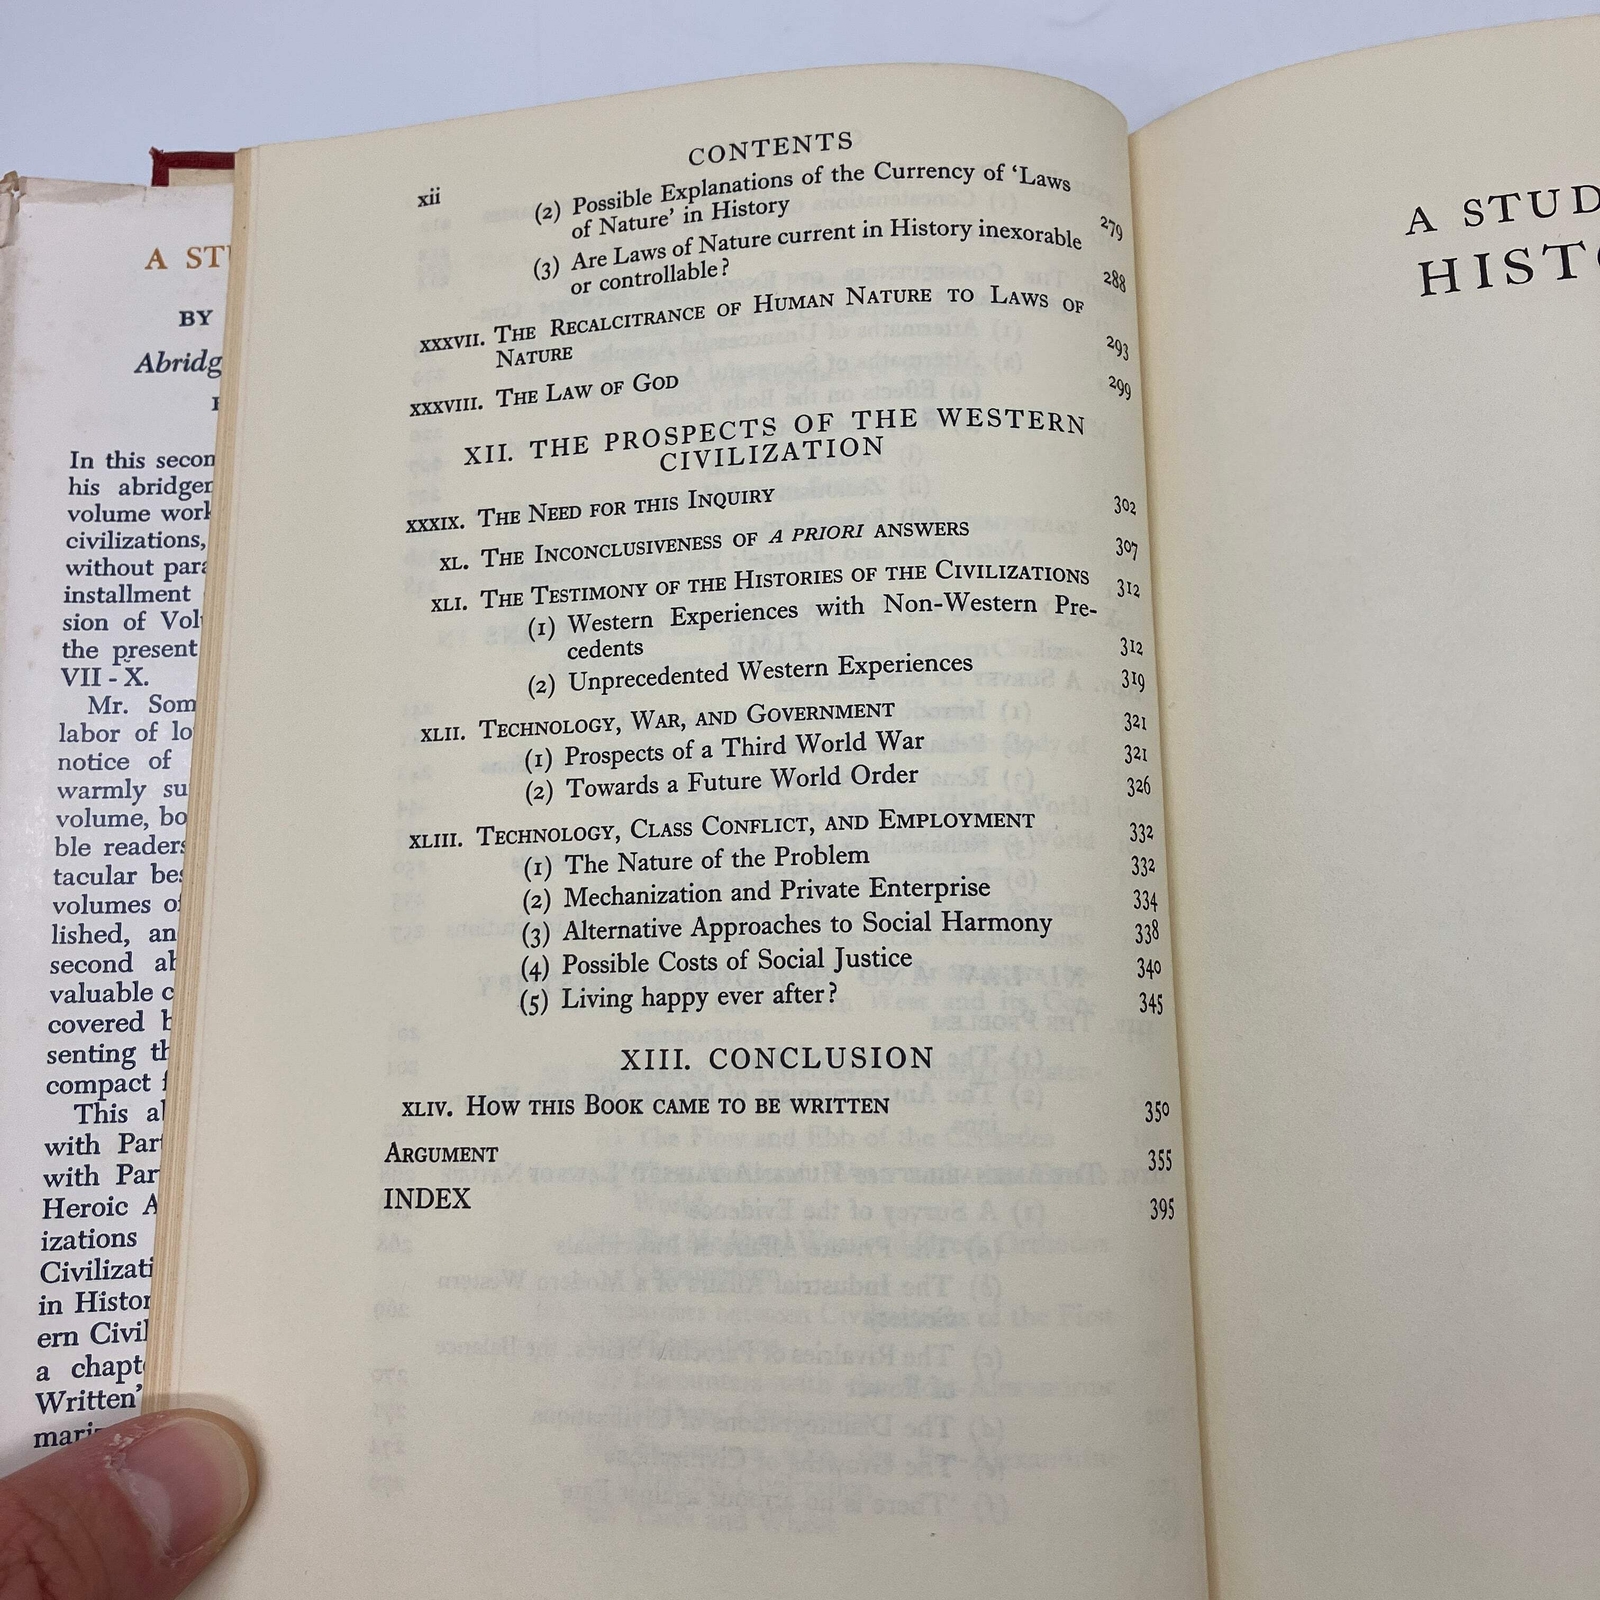 A ST
BY
Abridg
In this secon
his abridger
volume work
civilizations,
without para
installment
sion of Vol
the present
VII - X.
Mr. Som
labor of lo
notice of
warmly su
volume, bo
ble readers
tacular bes
volumes of
lished, an
second ab
valuable c
covered b
senting th
compact f
This al
with Part
with Par
Heroic A
izations
Civilizati
in Histor
ern Civil
a chapt
Written'
CONTENTS
xii
(2) Possible Explanations of the Currency of 'Laws
of Nature' in History 279
(3) Are Laws of Nature current in History inexorable
or controllable? 288
XXXVII. THE RECALCITRANCE OF HUMAN NATURE TO LAWS OF
NATURE 293
XXXVIII. THE LAW OF GOD 299
XII. THE PROSPECTS OF THE WESTERN
CIVILIZATION
XXXIX. THE NEED FOR THIS INQUIRY 302
XL. THE INCONCLUSIVENESS OF A PRIORI ANSWERS 307
XLI. THE TESTIMONY OF THE HISTORIES OF THE CIVILIZATIONS 312
(1) Western Experiences with Non-Western Pre-
cedents 312
(2) Unprecedented Western Experiences 319
XLII. TECHNOLOGY, WAR, AND GOVERNMENT 321
(1) Prospects of a Third World War 321
(2) Towards a Future World Order 326
XLIII. TECHNOLOGY, CLASS CONFLICT, AND EMPLOYMENT 332
(1) The Nature of the Problem 332
(2) Mechanization and Private Enterprise 334
(3) Alternative Approaches to Social Harmony 338
(4) Possible Costs of Social Justice 340
(5) Living happy ever after? 345
XIII. CONCLUSION
XLIV. HOW THIS BOOK CAME TO BE WRITTEN 350
ARGUMENT 355
INDEX 395
A STUD
HISTO